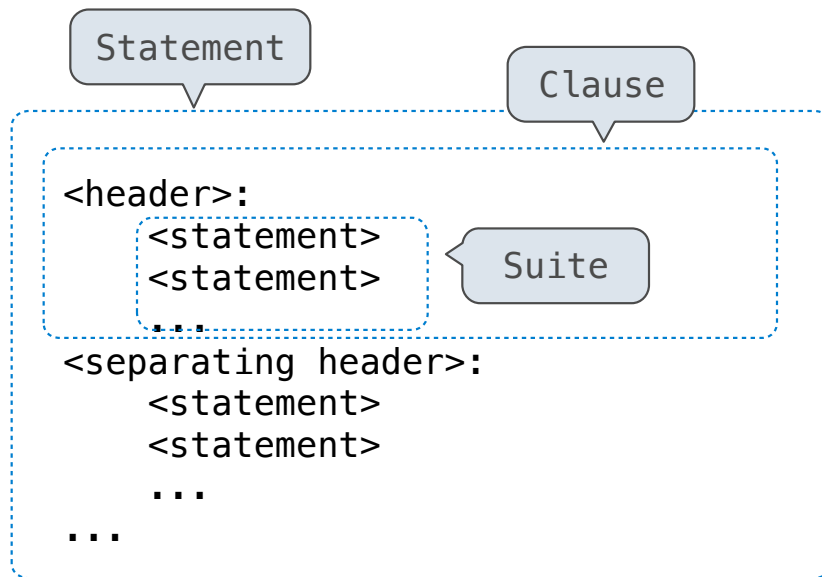 Statement
Clause
<header>:
    <statement>
    <statement>
    ...
Suite
<separating header>:
    <statement>
    <statement>
    ...
...